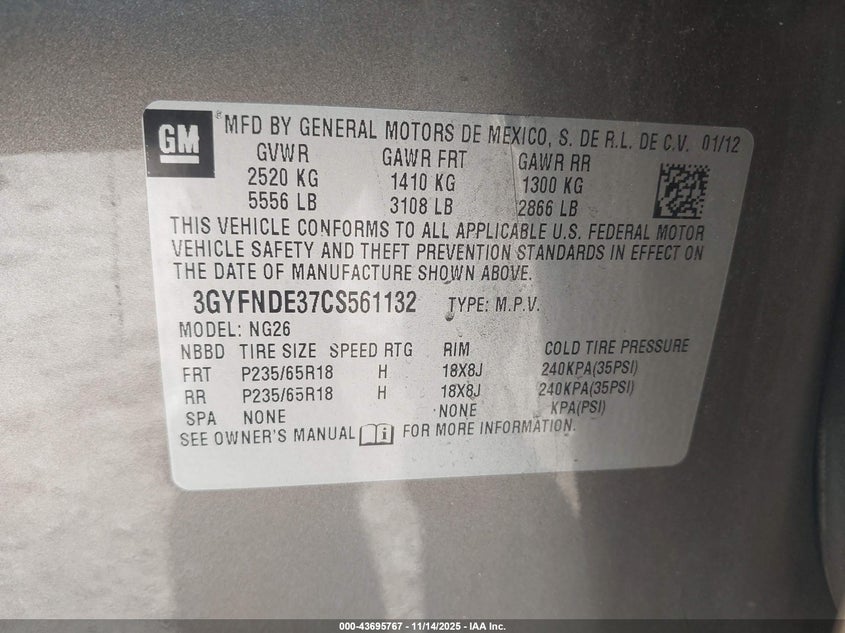 GM
MFD BY GENERAL MOTORS DE MEXICO, S. DE R.L. DE C.V. 01/12
GVWR GAWR FRT GAWR RR
2520 KG 1410 KG 1300 KG
5556 LB 3108 LB 2866 LB
THIS VEHICLE CONFORMS TO ALL APPLICABLE U.S. FEDERAL MOTOR
VEHICLE SAFETY AND THEFT PREVENTION STANDARDS IN EFFECT ON
THE DATE OF MANUFACTURE SHOWN ABOVE.
3GYFNDE37CS561132 TYPE: M.P.V.
MODEL: NG26
NBBD TIRE SIZE SPEED RTG RIM COLD TIRE PRESSURE
FRT P235/65R18 H 18X8J 240KPA(35PSI)
RR P235/65R18 H 18X8J 240KPA(35PSI)
SPA NONE NONE KPA(PSI)
SEE OWNER'S MANUAL i FOR MORE INFORMATION.
000-43695767 - 11/14/2025 - IAA Inc.